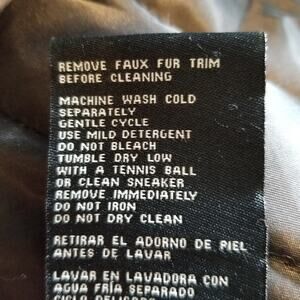 REMOVE FAUX FUR TRIM
BEFORE CLEANING
MACHINE WASH COLD
SEPARATELY
GENTLE CYCLE
USE MILD DETERGENT
DO NOT BLEACH
TUMBLE DRY LOW
WITH A TENNIS BALL
OR CLEAN SNEAKER
REMOVE IMMEDIATELY
DO NOT IRON
DO NOT DRY CLEAN
RETIRAR EL ADORNO DE PIEL
ANTES DE LAVAR
LAVAR EN LAVADORA CON
AGUA FRÍA SEPARADO